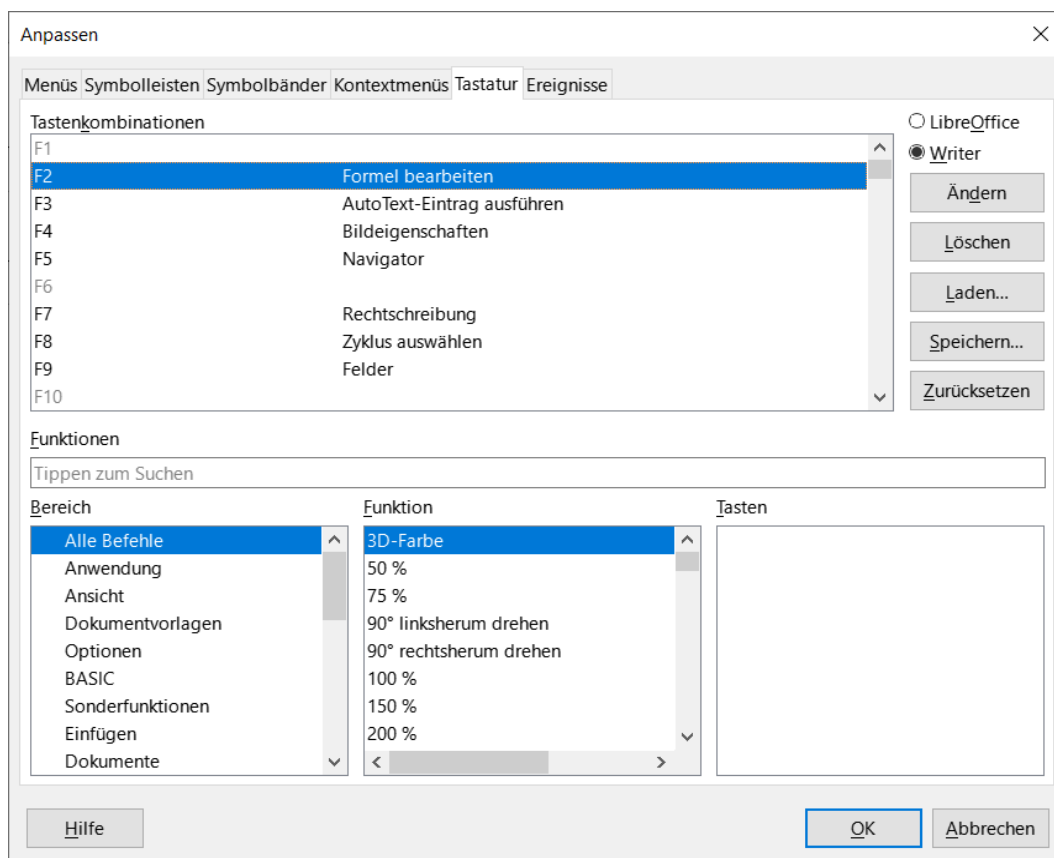 Anpassen
Menüs Symbolleisten Symbolbänder Kontextmenüs Tastatur Ereignisse
Tastenkombinationen
F1
F2 Formel bearbeiten
F3 AutoText-Eintrag ausführen
F4 Bildeigenschaften
F5 Navigator
F6
F7 Rechtschreibung
F8 Zyklus auswählen
F9 Felder
F10
LibreOffice
Writer
Ändern
Löschen
Laden...
Speichern...
Zurücksetzen
Funktionen
Tippen zum Suchen
Bereich
Alle Befehle
Anwendung
Ansicht
Dokumentvorlagen
Optionen
BASIC
Sonderfunktionen
Einfügen
Dokumente
Funktion
3D-Farbe
50 %
75 %
90° linksherum drehen
90° rechtsherum drehen
100 %
150 %
200 %
Tasten
Hilfe
OK
Abbrechen